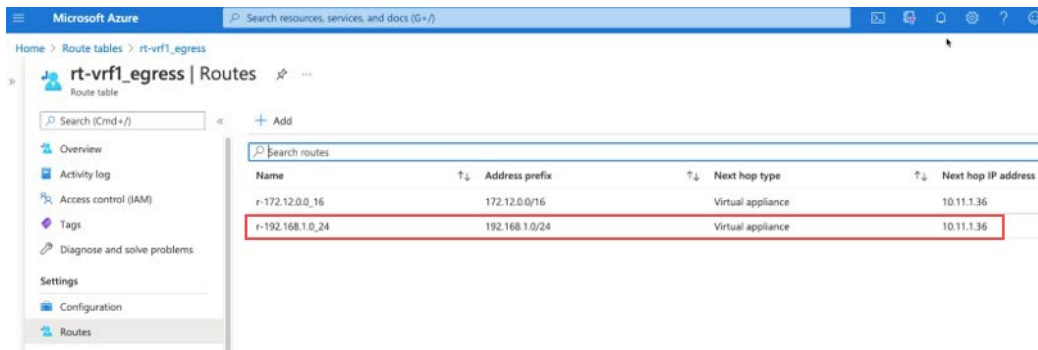 Microsoft Azure
Search resources, services, and docs (G+/)
Home > Route tables > rt-vrf1_egress
rt-vrf1_egress | Routes
Route table
Search (Cmd+/)
Add
Overview
Search routes
Activity log
Name Address prefix Next hop type Next hop IP address
Access control (IAM)
r-172.12.0.0_16 172.12.0.0/16 Virtual appliance 10.11.1.36
Tags
r-192.168.1.0_24 192.168.1.0/24 Virtual appliance 10.11.1.36
Diagnose and solve problems
Settings
Configuration
Routes